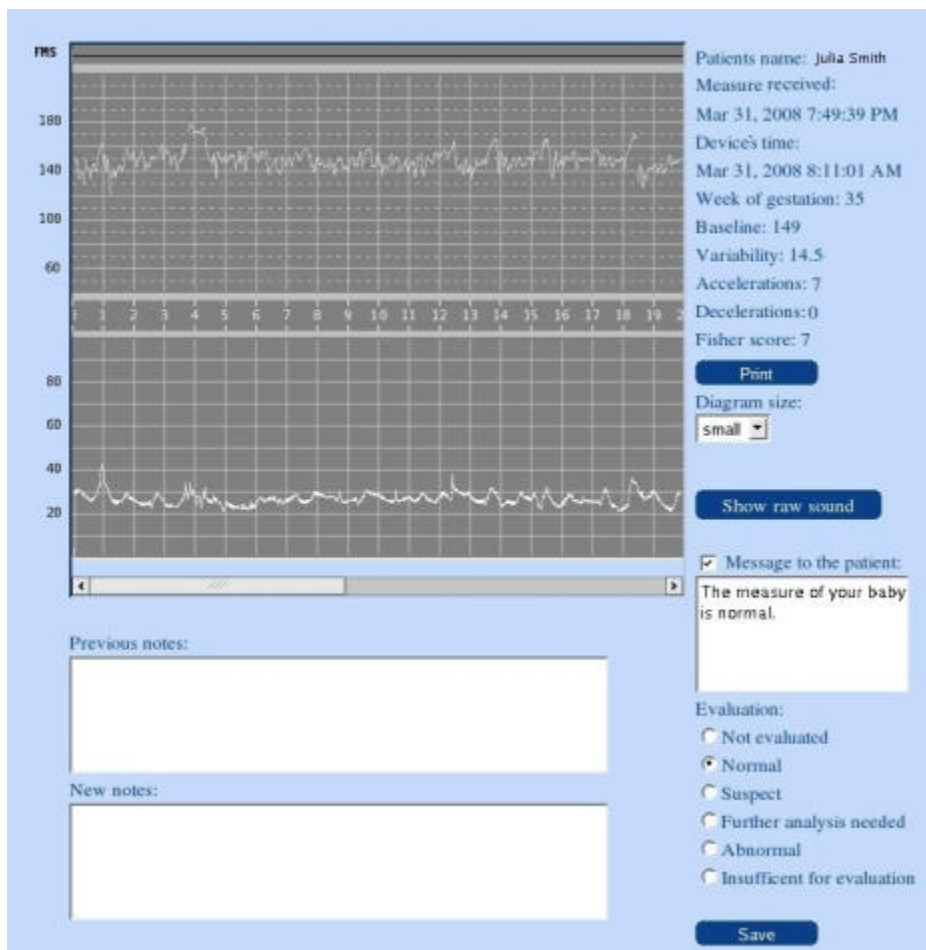 FMS
180
140
100
60
1 2 3 4 5 6 7 8 9 10 11 12 13 14 15 16 17 18 19 2
80
60
40
20
Previous notes:
New notes:
Patients name: Julia Smith
Measure received:
Mar 31, 2008 7:49:39 PM
Device's time:
Mar 31, 2008 8:11:01 AM
Week of gestation: 35
Baseline: 149
Variability: 14.5
Accelerations: 7
Decelerations:0
Fisher score: 7
Print
Diagram size:
small
Show raw sound
Message to the patient:
The measure of your baby
is normal.
Evaluation:
Not evaluated
Normal
Suspect
Further analysis needed
Abnormal
Insufficent for evaluation
Save